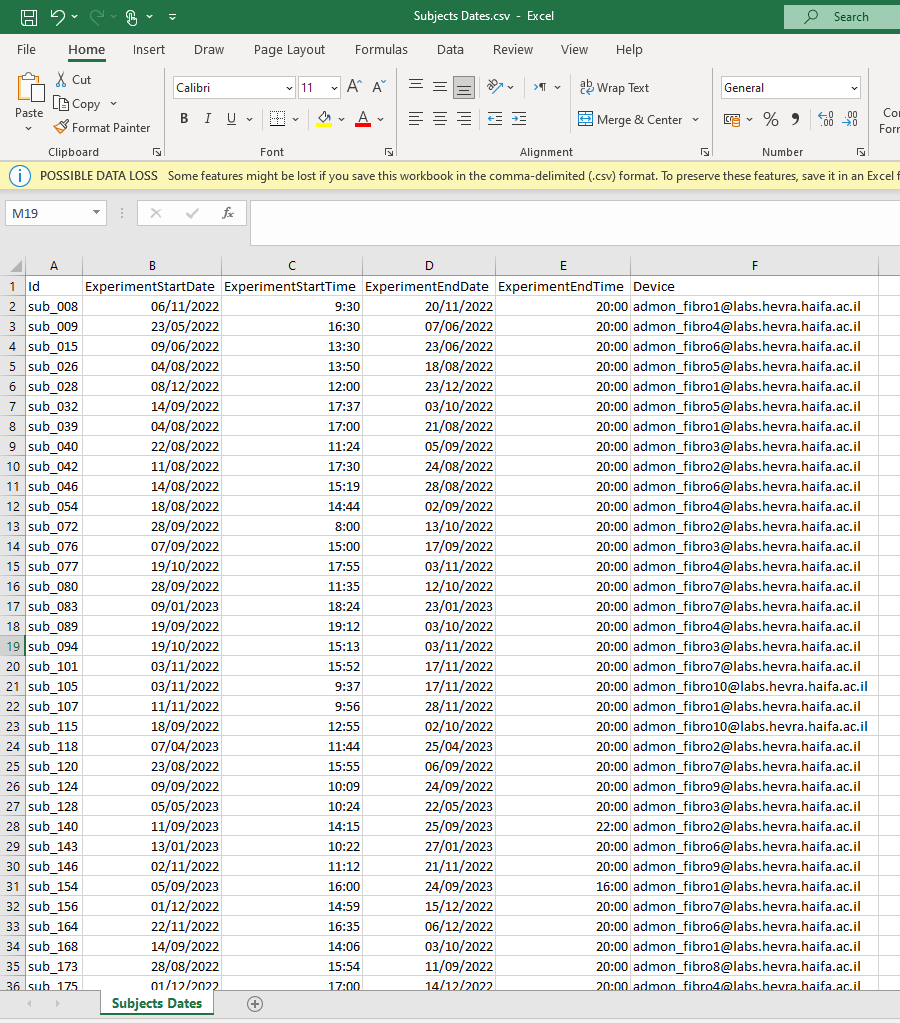 Subjects Dates.csv - Excel
Search
File Home Insert Draw Page Layout Formulas Data Review View Help
Paste
Cut
Copy
Format Painter
Calibri 11
B I U
Wrap Text
Merge & Center
General
Co
Forr
Clipboard Font Alignment Number
POSSIBLE DATA LOSS Some features might be lost if you save this workbook in the comma-delimited (.csv) format. To preserve these features, save it in an Excel f
M19 fx
A B C D E F
1 Id ExperimentStartDate ExperimentStartTime ExperimentEndDate ExperimentEndTime Device
2 sub_008 06/11/2022 9:30 20/11/2022 20:00 admon_fibro1@labs.hevra.haifa.ac.il
3 sub_009 23/05/2022 16:30 07/06/2022 20:00 admon_fibro4@labs.hevra.haifa.ac.il
4 sub_015 09/06/2022 13:30 23/06/2022 20:00 admon_fibro6@labs.hevra.haifa.ac.il
5 sub_026 04/08/2022 13:50 18/08/2022 20:00 admon_fibro5@labs.hevra.haifa.ac.il
6 sub_028 08/12/2022 12:00 23/12/2022 20:00 admon_fibro1@labs.hevra.haifa.ac.il
7 sub_032 14/09/2022 17:37 03/10/2022 20:00 admon_fibro5@labs.hevra.haifa.ac.il
8 sub_039 04/08/2022 17:00 21/08/2022 20:00 admon_fibro1@labs.hevra.haifa.ac.il
9 sub_040 22/08/2022 11:24 05/09/2022 20:00 admon_fibro3@labs.hevra.haifa.ac.il
10 sub_042 11/08/2022 17:30 24/08/2022 20:00 admon_fibro2@labs.hevra.haifa.ac.il
11 sub_046 14/08/2022 15:19 28/08/2022 20:00 admon_fibro6@labs.hevra.haifa.ac.il
12 sub_054 18/08/2022 14:44 02/09/2022 20:00 admon_fibro4@labs.hevra.haifa.ac.il
13 sub_072 28/09/2022 8:00 13/10/2022 20:00 admon_fibro2@labs.hevra.haifa.ac.il
14 sub_076 07/09/2022 15:00 17/09/2022 20:00 admon_fibro3@labs.hevra.haifa.ac.il
15 sub_077 19/10/2022 17:55 03/11/2022 20:00 admon_fibro4@labs.hevra.haifa.ac.il
16 sub_080 28/09/2022 11:35 12/10/2022 20:00 admon_fibro7@labs.hevra.haifa.ac.il
17 sub_083 09/01/2023 18:24 23/01/2023 20:00 admon_fibro7@labs.hevra.haifa.ac.il
18 sub_089 19/09/2022 19:12 03/10/2022 20:00 admon_fibro4@labs.hevra.haifa.ac.il
19 sub_094 19/10/2022 15:13 03/11/2022 20:00 admon_fibro3@labs.hevra.haifa.ac.il
20 sub_101 03/11/2022 15:52 17/11/2022 20:00 admon_fibro7@labs.hevra.haifa.ac.il
21 sub_105 03/11/2022 9:37 17/11/2022 20:00 admon_fibro10@labs.hevra.haifa.ac.il
22 sub_107 11/11/2022 9:56 28/11/2022 20:00 admon_fibro1@labs.hevra.haifa.ac.il
23 sub_115 18/09/2022 12:55 02/10/2022 20:00 admon_fibro10@labs.hevra.haifa.ac.il
24 sub_118 07/04/2023 11:44 25/04/2023 20:00 admon_fibro2@labs.hevra.haifa.ac.il
25 sub_120 23/08/2022 15:55 06/09/2022 20:00 admon_fibro7@labs.hevra.haifa.ac.il
26 sub_124 09/09/2022 10:09 24/09/2022 20:00 admon_fibro9@labs.hevra.haifa.ac.il
27 sub_128 05/05/2023 10:24 22/05/2023 20:00 admon_fibro3@labs.hevra.haifa.ac.il
28 sub_140 11/09/2023 14:15 25/09/2023 22:00 admon_fibro2@labs.hevra.haifa.ac.il
29 sub_143 13/01/2023 10:22 27/01/2023 20:00 admon_fibro6@labs.hevra.haifa.ac.il
30 sub_146 02/11/2022 11:12 21/11/2022 20:00 admon_fibro9@labs.hevra.haifa.ac.il
31 sub_154 05/09/2023 16:00 24/09/2023 16:00 admon_fibro1@labs.hevra.haifa.ac.il
32 sub_156 01/12/2022 14:59 15/12/2022 20:00 admon_fibro7@labs.hevra.haifa.ac.il
33 sub_164 22/11/2022 16:35 06/12/2022 20:00 admon_fibro6@labs.hevra.haifa.ac.il
34 sub_168 14/09/2022 14:06 03/10/2022 20:00 admon_fibro1@labs.hevra.haifa.ac.il
35 sub_173 28/08/2022 15:54 11/09/2022 20:00 admon_fibro8@labs.hevra.haifa.ac.il
36 sub_175 01/12/2022 17:00 14/12/2022 20:00 admon_fibro4@labs.hevra.haifa.ac.il
Subjects Dates